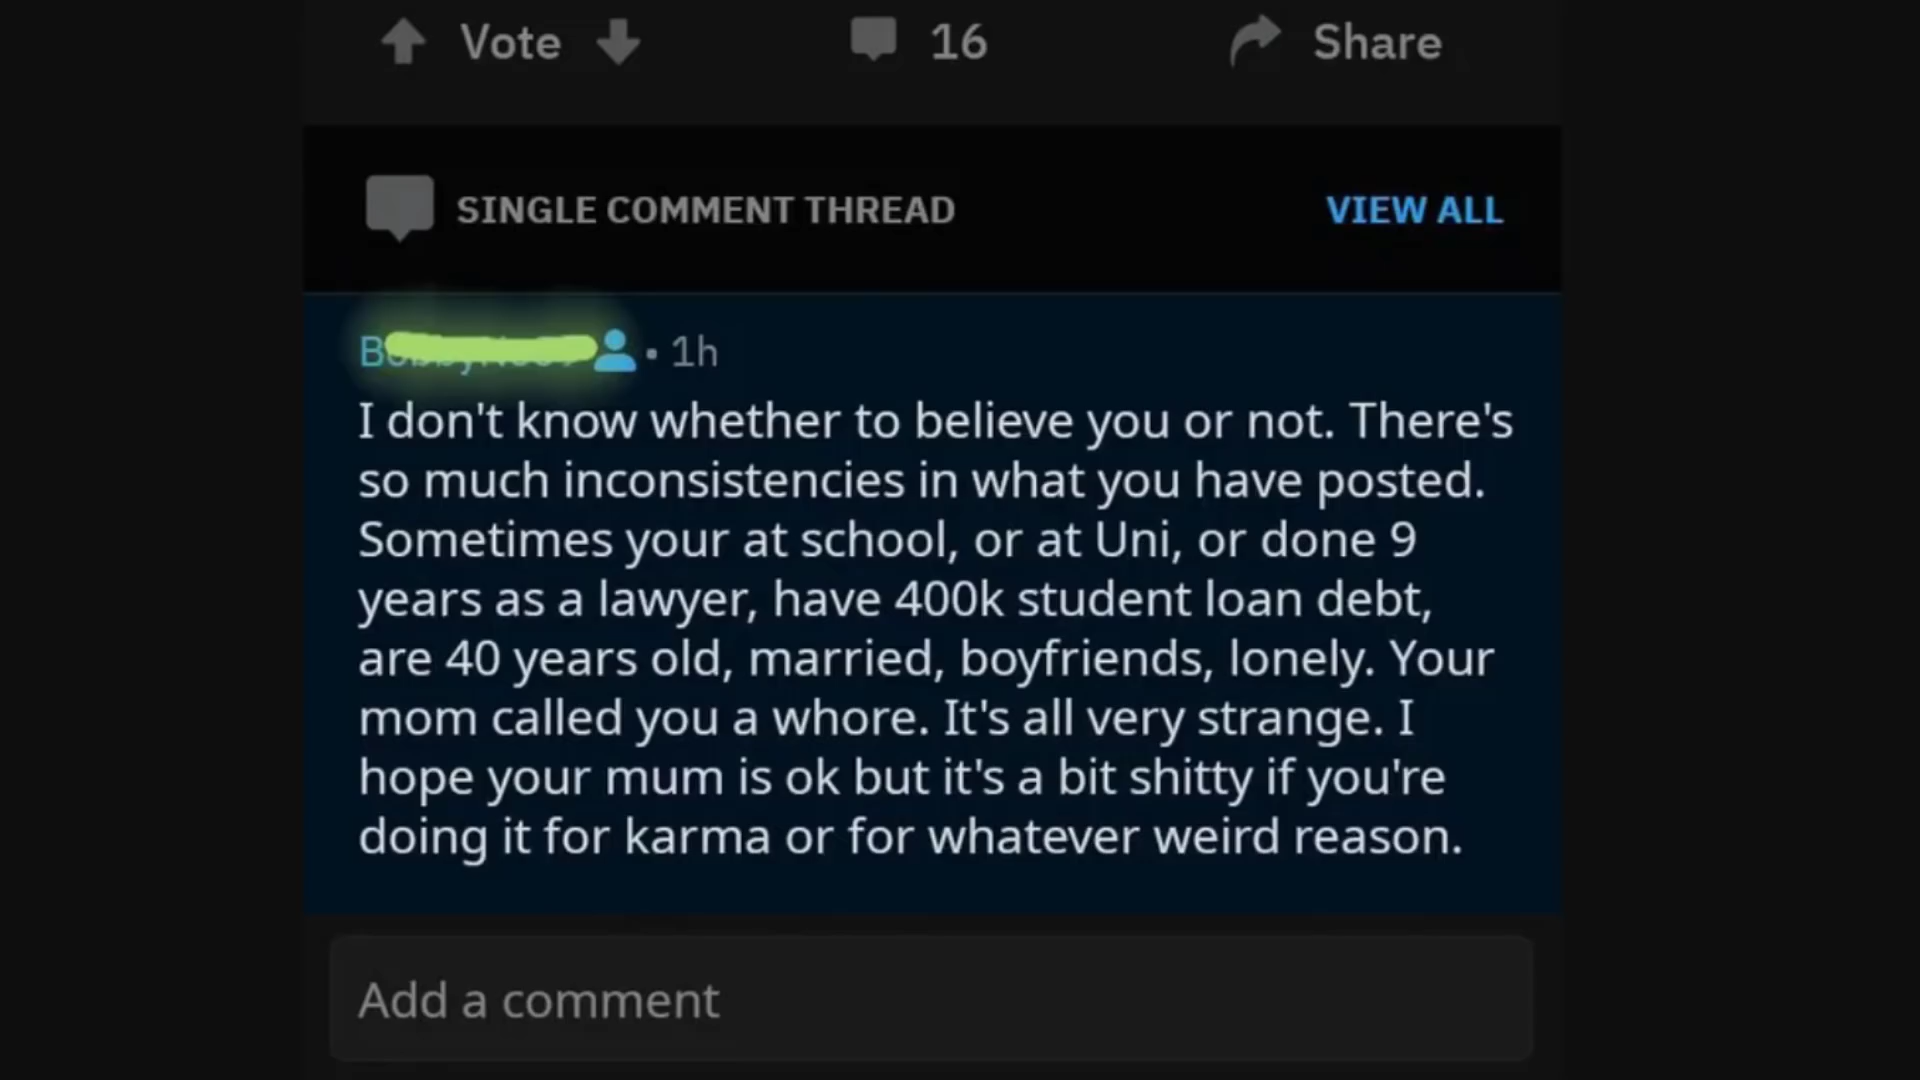 Vote 16 Share
SINGLE COMMENT THREAD VIEW ALL
• 1h
I don't know whether to believe you or not. There's
so much inconsistencies in what you have posted.
Sometimes your at school, or at Uni, or done 9
years as a lawyer, have 400k student loan debt,
are 40 years old, married, boyfriends, lonely. Your
mom called you a whore. It's all very strange. I
hope your mum is ok but it's a bit shitty if you're
doing it for karma or for whatever weird reason.
Add a comment